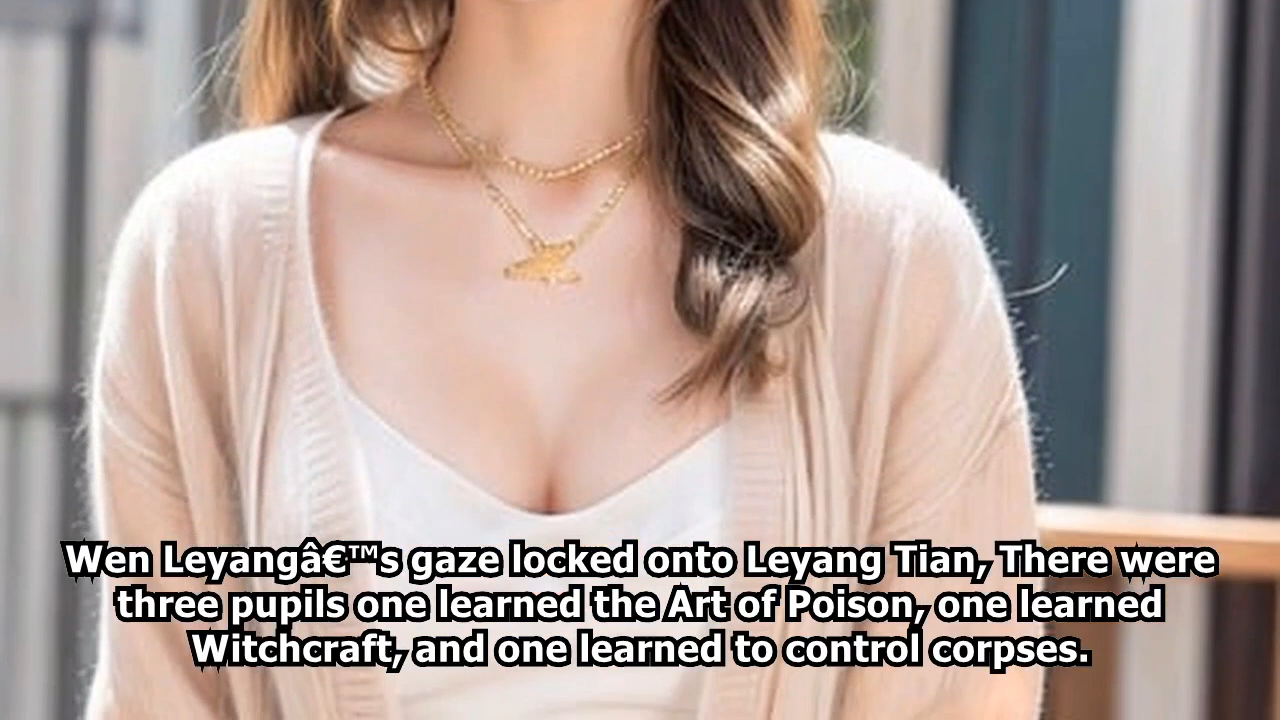 Wen Leyangâ€™s gaze locked onto Leyang Tian, There were
three pupils one learned the Art of Poison, one learned
Witchcraft, and one learned to control corpses.